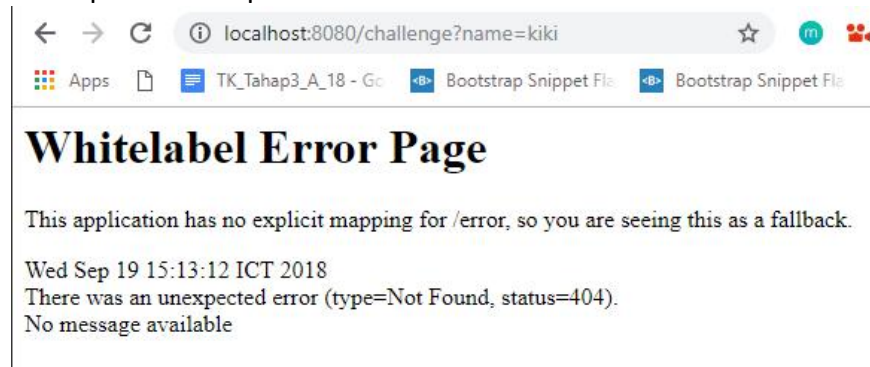 localhost:8080/challenge?name=kiki
m
Apps TK_Tahap3_A_18 - Go <B> Bootstrap Snippet Fla <B> Bootstrap Snippet Fla
Whitelabel Error Page
This application has no explicit mapping for /error, so you are seeing this as a fallback.
Wed Sep 19 15:13:12 ICT 2018
There was an unexpected error (type=Not Found, status=404).
No message available